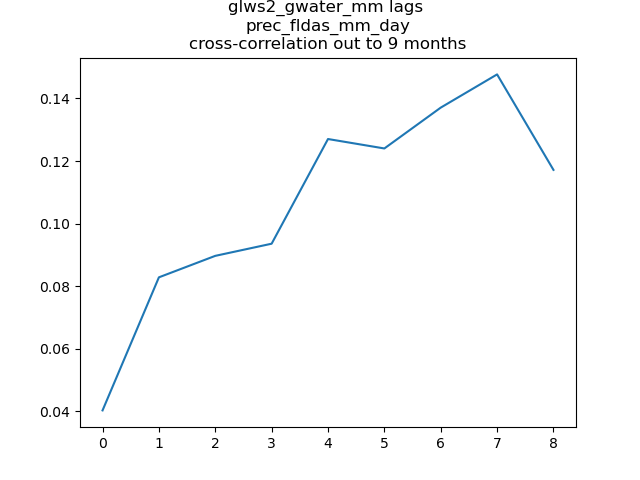 glws2_gwater_mm lags
prec_fldas_mm_day
cross-correlation out to 9 months
0.14
0.12
0.10
0.08
0.06
0.04
0 1 2 3 4 5 6 7 8